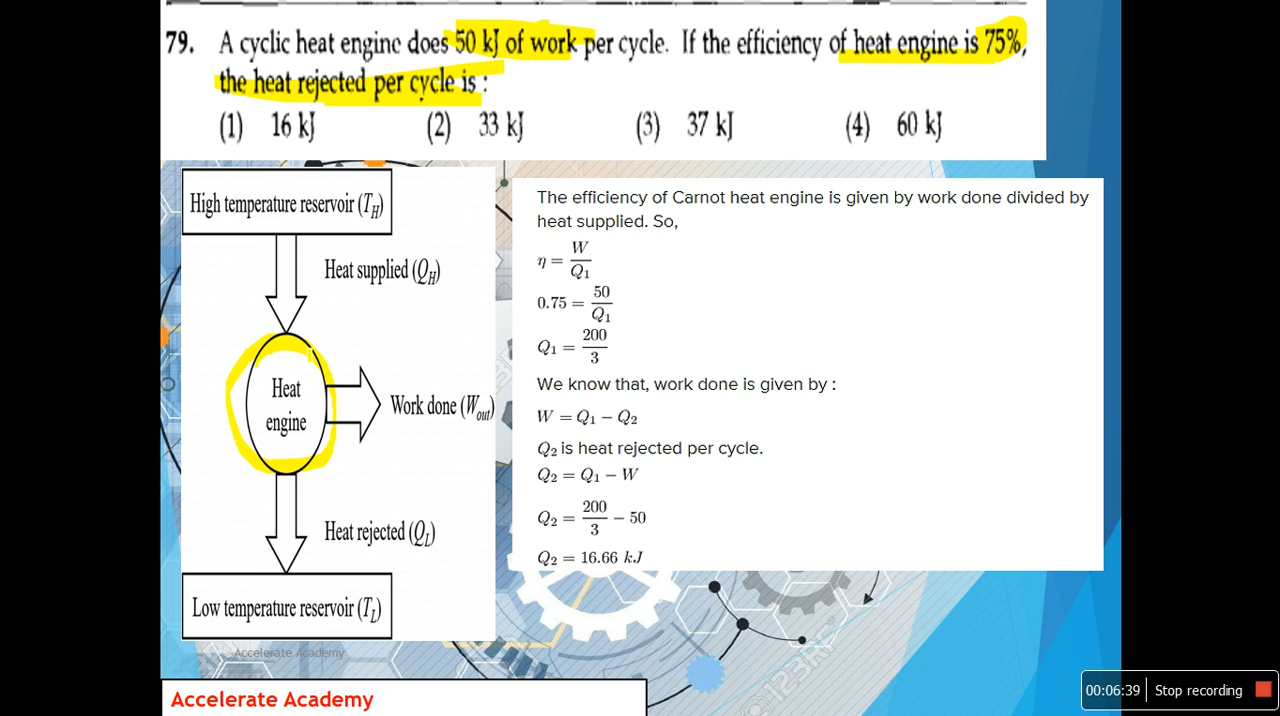 79. A cyclic heat engine does 50 kJ of work per cycle. If the efficiency of heat engine is 75%,
the heat rejected per cycle is :
(1) 16 kJ (2) 33 kJ (3) 37 kJ (4) 60 kJ
High temperature reservoir (T_H)
Heat supplied (Q_H)
Heat
engine
Work done (W_out)
Heat rejected (Q_L)
Low temperature reservoir (T_L)
The efficiency of Carnot heat engine is given by work done divided by
heat supplied. So,
η = W/Q₁
0.75 = 50/Q₁
Q₁ = 200/3
We know that, work done is given by :
W = Q₁ − Q₂
Q₂ is heat rejected per cycle.
Q₂ = Q₁ − W
Q₂ = 200/3 − 50
Q₂ = 16.66 kJ
Accelerate Academy
Accelerate Academy
123RF
00:06:39 Stop recording